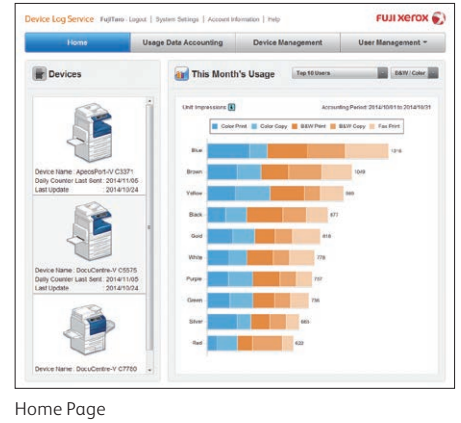 Device Log Service FujiTaro - Logout | System Settings | Account Information | Help
FUJI XEROX
Home Usage Data Accounting Device Management User Management
Devices
This Month's Usage Top 10 Users B&W / Color
Unit: Impressions Accounting Period: 2014/10/01 to 2014/10/31
Color Print Color Copy B&W Print B&W Copy Fax Print
Device Name : ApeosPort-IV C3371
Daily Counter Last Sent : 2014/11/05
Last Update : 2014/10/24
Device Name : DocuCentre-V C5575
Daily Counter Last Sent : 2014/11/05
Last Update : 2014/10/24
Device Name : DocuCentre-V C7780
Blue
Brown 1049
Yellow
Black
Gold
White
Purple
Green
Silver
Red
Home Page